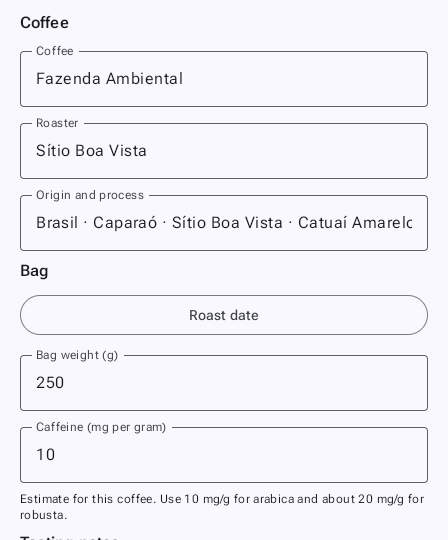 Coffee
Coffee
Fazenda Ambiental
Roaster
Sítio Boa Vista
Origin and process
Brasil · Caparaó · Sítio Boa Vista · Catuaí Amarelo
Bag
Roast date
Bag weight (g)
250
Caffeine (mg per gram)
10
Estimate for this coffee. Use 10 mg/g for arabica and about 20 mg/g for
robusta.